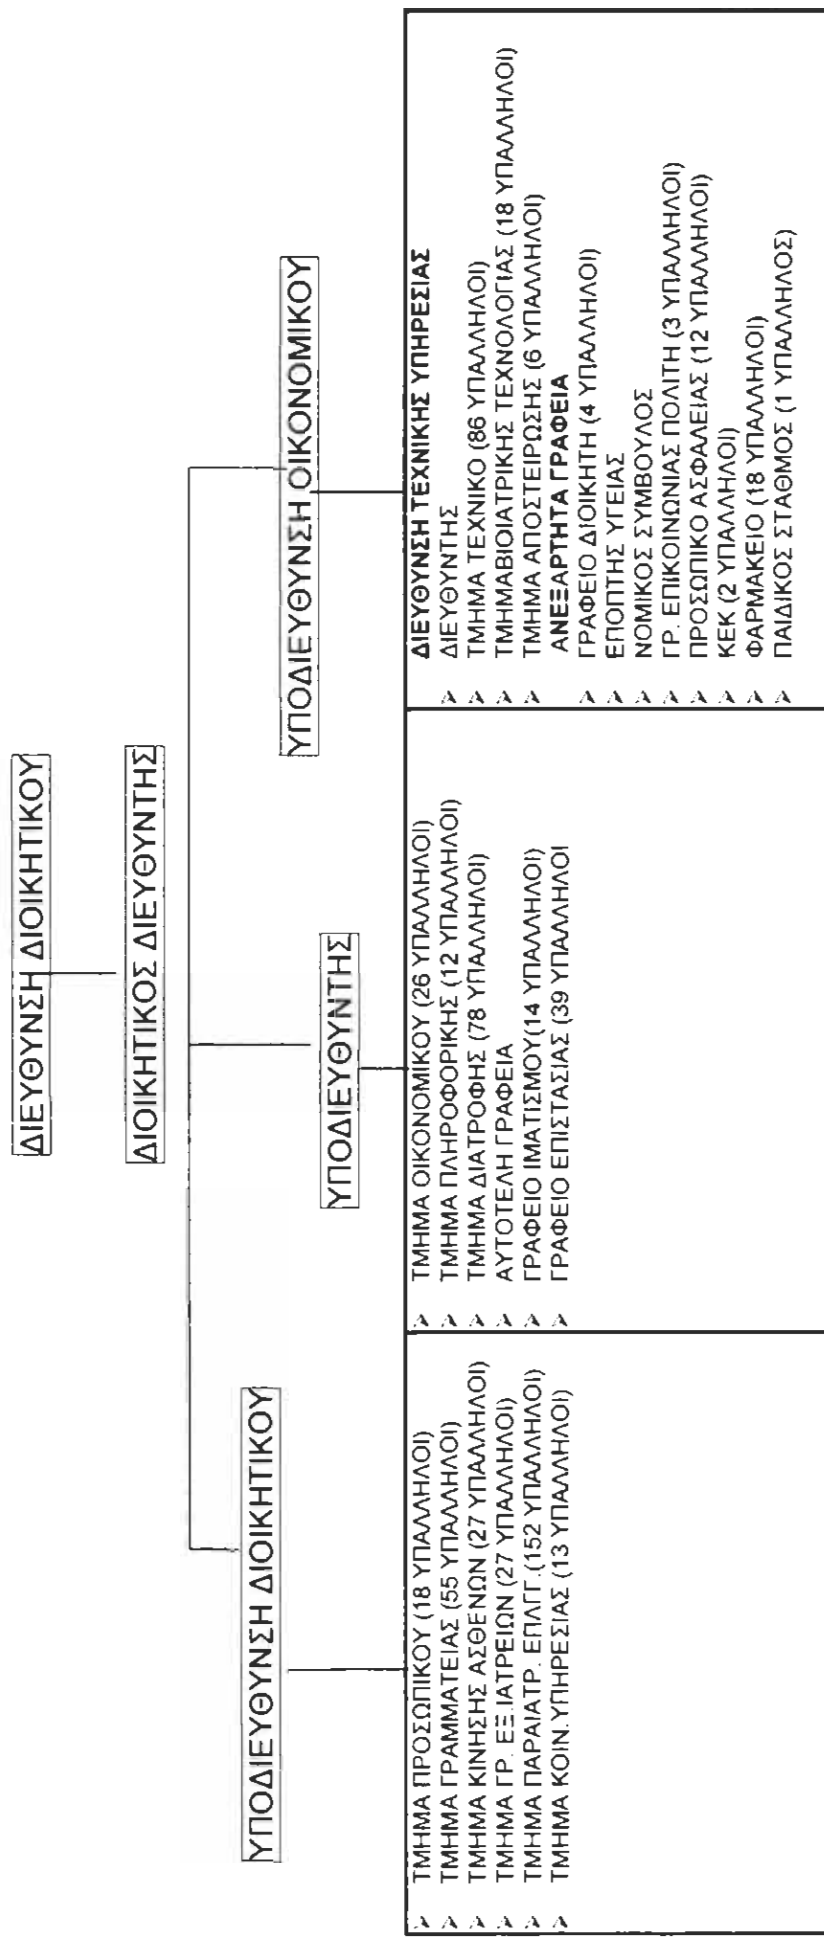 ΔΙΕΥΘΥΝΣΗ ΔΙΟΙΚΗΤΙΚΟΥ
ΔΙΟΙΚΗΤΙΚΟΣ ΔΙΕΥΘΥΝΤΗΣ
ΥΠΟΔΙΕΥΘΥΝΣΗ ΔΙΟΙΚΗΤΙΚΟΥ
ΥΠΟΔΙΕΥΘΥΝΤΗΣ
ΥΠΟΔΙΕΥΘΥΝΣΗ ΟΙΚΟΝΟΜΙΚΟΥ
ΤΜΗΜΑ ΠΡΟΣΩΠΙΚΟΥ (18 ΥΠΑΛΛΗΛΟΙ)
ΤΜΗΜΑ ΓΡΑΜΜΑΤΕΙΑΣ (55 ΥΠΑΛΛΗΛΟΙ)
ΤΜΗΜΑ ΚΙΝΗΣΗΣ ΑΣΘΕΝΩΝ (27 ΥΠΑΛΛΗΛΟΙ)
ΤΜΗΜΑ ΓΡ. ΕΞ.ΙΑΤΡΕΙΩΝ (27 ΥΠΑΛΛΗΛΟΙ)
ΤΜΗΜΑ ΠΑΡΑΙΑΤΡ. ΕΠΑΓΓ.(152 ΥΠΑΛΛΗΛΟΙ)
ΤΜΗΜΑ ΚΟΙΝ.ΥΠΗΡΕΣΙΑΣ (13 ΥΠΑΛΛΗΛΟΙ)
ΤΜΗΜΑ ΟΙΚΟΝΟΜΙΚΟΥ (26 ΥΠΑΛΛΗΛΟΙ)
ΤΜΗΜΑ ΠΛΗΡΟΦΟΡΙΚΗΣ (12 ΥΠΑΛΛΗΛΟΙ)
ΤΜΗΜΑ ΔΙΑΤΡΟΦΗΣ (78 ΥΠΑΛΛΗΛΟΙ)
ΑΥΤΟΤΕΛΗ ΓΡΑΦΕΙΑ
ΓΡΑΦΕΙΟ ΙΜΑΤΙΣΜΟΥ(14 ΥΠΑΛΛΗΛΟΙ)
ΓΡΑΦΕΙΟ ΕΠΙΣΤΑΣΙΑΣ (39 ΥΠΑΛΛΗΛΟΙ
ΔΙΕΥΘΥΝΣΗ ΤΕΧΝΙΚΗΣ ΥΠΗΡΕΣΙΑΣ
ΔΙΕΥΘΥΝΤΗΣ
ΤΜΗΜΑ ΤΕΧΝΙΚΟ (86 ΥΠΑΛΛΗΛΟΙ)
ΤΜΗΜΑΒΙΟΙΑΤΡΙΚΗΣ ΤΕΧΝΟΛΟΓΙΑΣ (18 ΥΠΑΛΛΗΛΟΙ)
ΤΜΗΜΑ ΑΠΟΣΤΕΙΡΩΣΗΣ (6 ΥΠΑΛΛΗΛΟΙ)
ΑΝΕΞΑΡΤΗΤΑ ΓΡΑΦΕΙΑ
ΓΡΑΦΕΙΟ ΔΙΟΙΚΗΤΗ (4 ΥΠΑΛΛΗΛΟΙ)
ΕΠΟΠΤΗΣ ΥΓΕΙΑΣ
ΝΟΜΙΚΟΣ ΣΥΜΒΟΥΛΟΣ
ΓΡ. ΕΠΙΚΟΙΝΩΝΙΑΣ ΠΟΛΙΤΗ (3 ΥΠΑΛΛΗΛΟΙ)
ΠΡΟΣΩΠΙΚΟ ΑΣΦΑΛΕΙΑΣ (12 ΥΠΑΛΛΗΛΟΙ)
ΚΕΚ (2 ΥΠΑΛΛΗΛΟΙ)
ΦΑΡΜΑΚΕΙΟ (18 ΥΠΑΛΛΗΛΟΙ)
ΠΑΙΔΙΚΟΣ ΣΤΑΘΜΟΣ (1 ΥΠΑΛΛΗΛΟΣ)